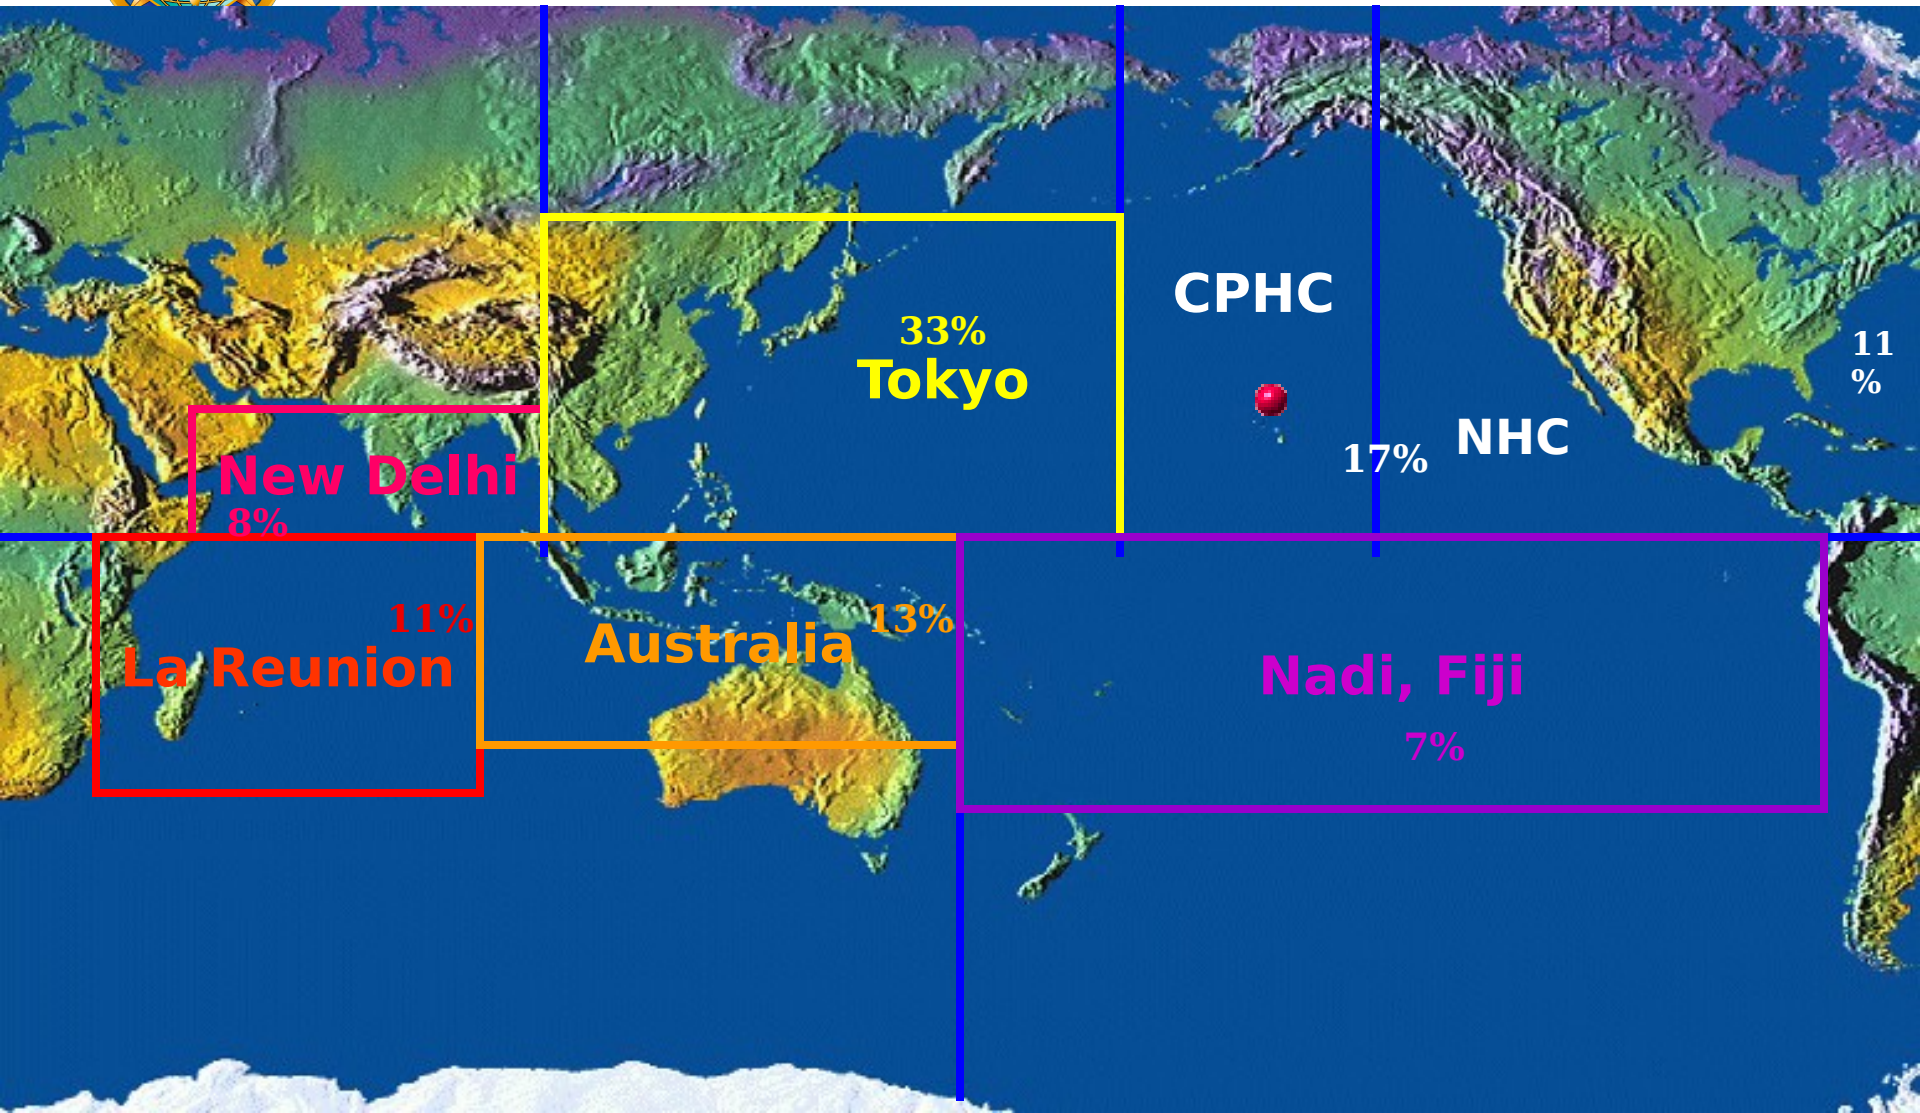 CPHC
33%
Tokyo
11
%
NHC
17%
New Delhi
8%
11%
La Reunion
13%
Australia
Nadi, Fiji
7%